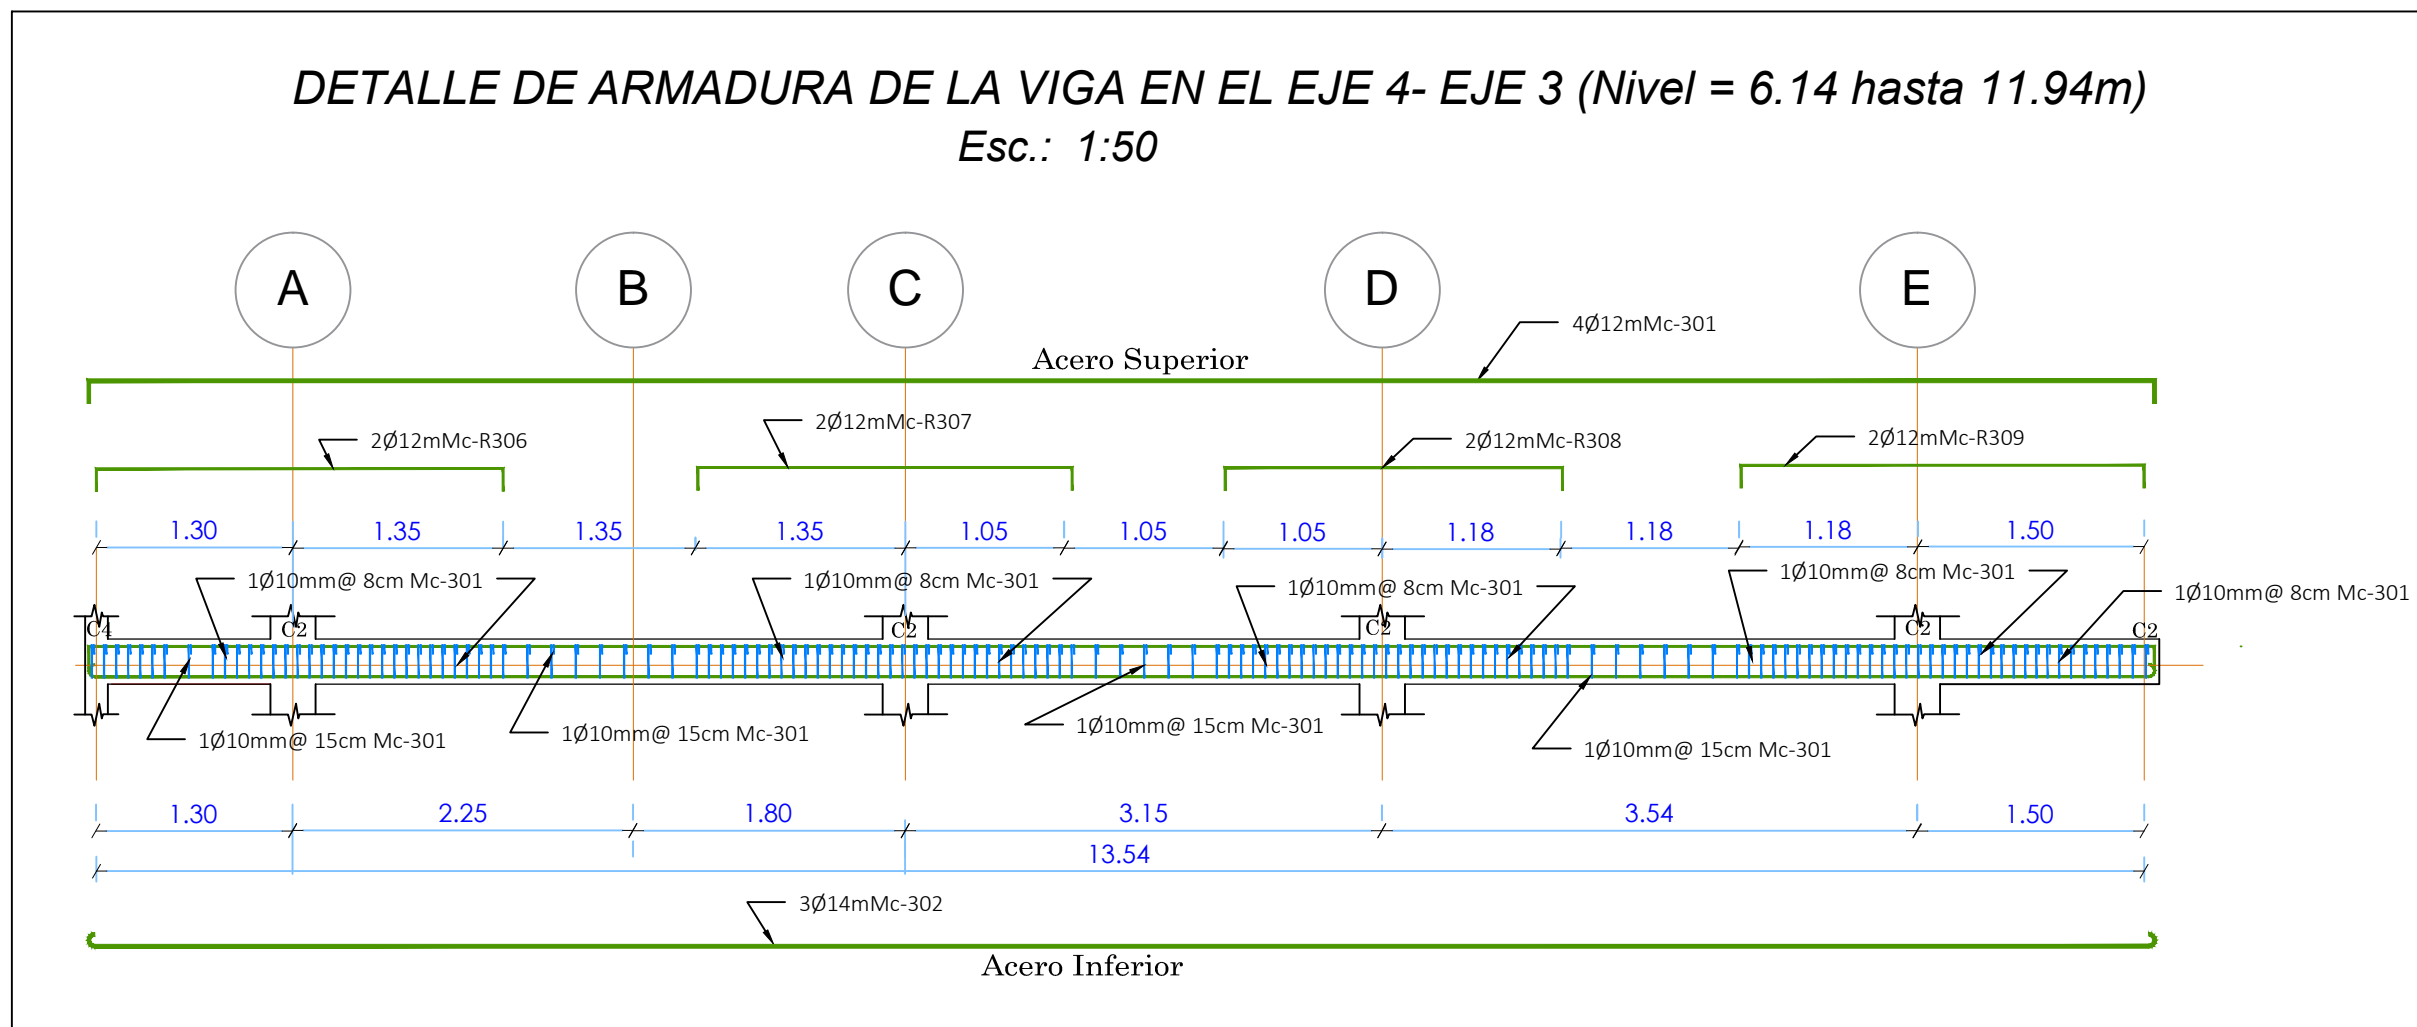 DETALLE DE ARMADURA DE LA VIGA EN EL EJE 4- EJE 3 (Nivel = 6.14 hasta 11.94m)
Esc.: 1:50
A B C D E
4Ø12mMc-301
Acero Superior
2Ø12mMc-R306
2Ø12mMc-R307
2Ø12mMc-R308
2Ø12mMc-R309
1.30 1.35 1.35 1.35 1.05 1.05 1.05 1.18 1.18 1.18 1.50
1Ø10mm@ 8cm Mc-301
1Ø10mm@ 8cm Mc-301
1Ø10mm@ 8cm Mc-301
1Ø10mm@ 8cm Mc-301
1Ø10mm@ 8cm Mc-301
C4 C2 C2 C2 C2 C2
1Ø10mm@ 15cm Mc-301
1Ø10mm@ 15cm Mc-301
1Ø10mm@ 15cm Mc-301
1Ø10mm@ 15cm Mc-301
1.30 2.25 1.80 3.15 3.54 1.50
13.54
3Ø14mMc-302
Acero Inferior